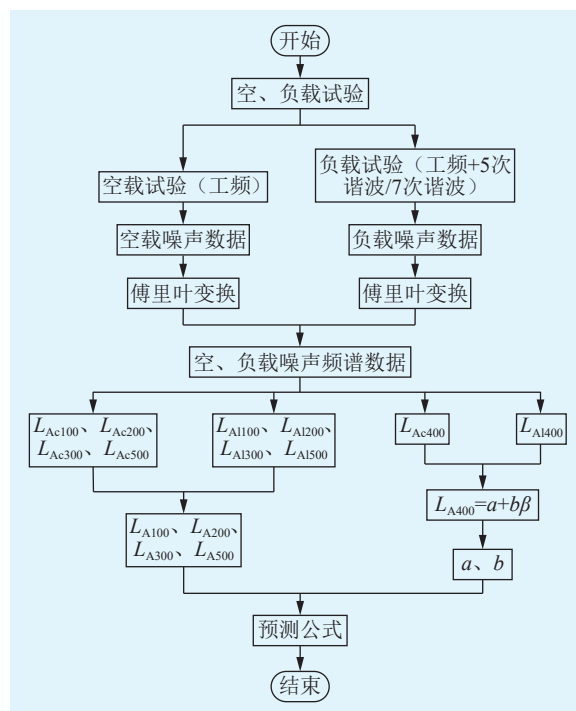 开始
空、负载试验
空载试验（工频）
负载试验（工频+5次
谐波/7次谐波）
空载噪声数据
负载噪声数据
傅里叶变换
傅里叶变换
空、负载噪声频谱数据
LAc100、LAc200、
LAc300、LAc500
LAl100、LAl200、
LAl300、LAl500
LAc400
LAl400
LA400=a+bβ
LA100、LA200、
LA300、LA500
a、b
预测公式
结束